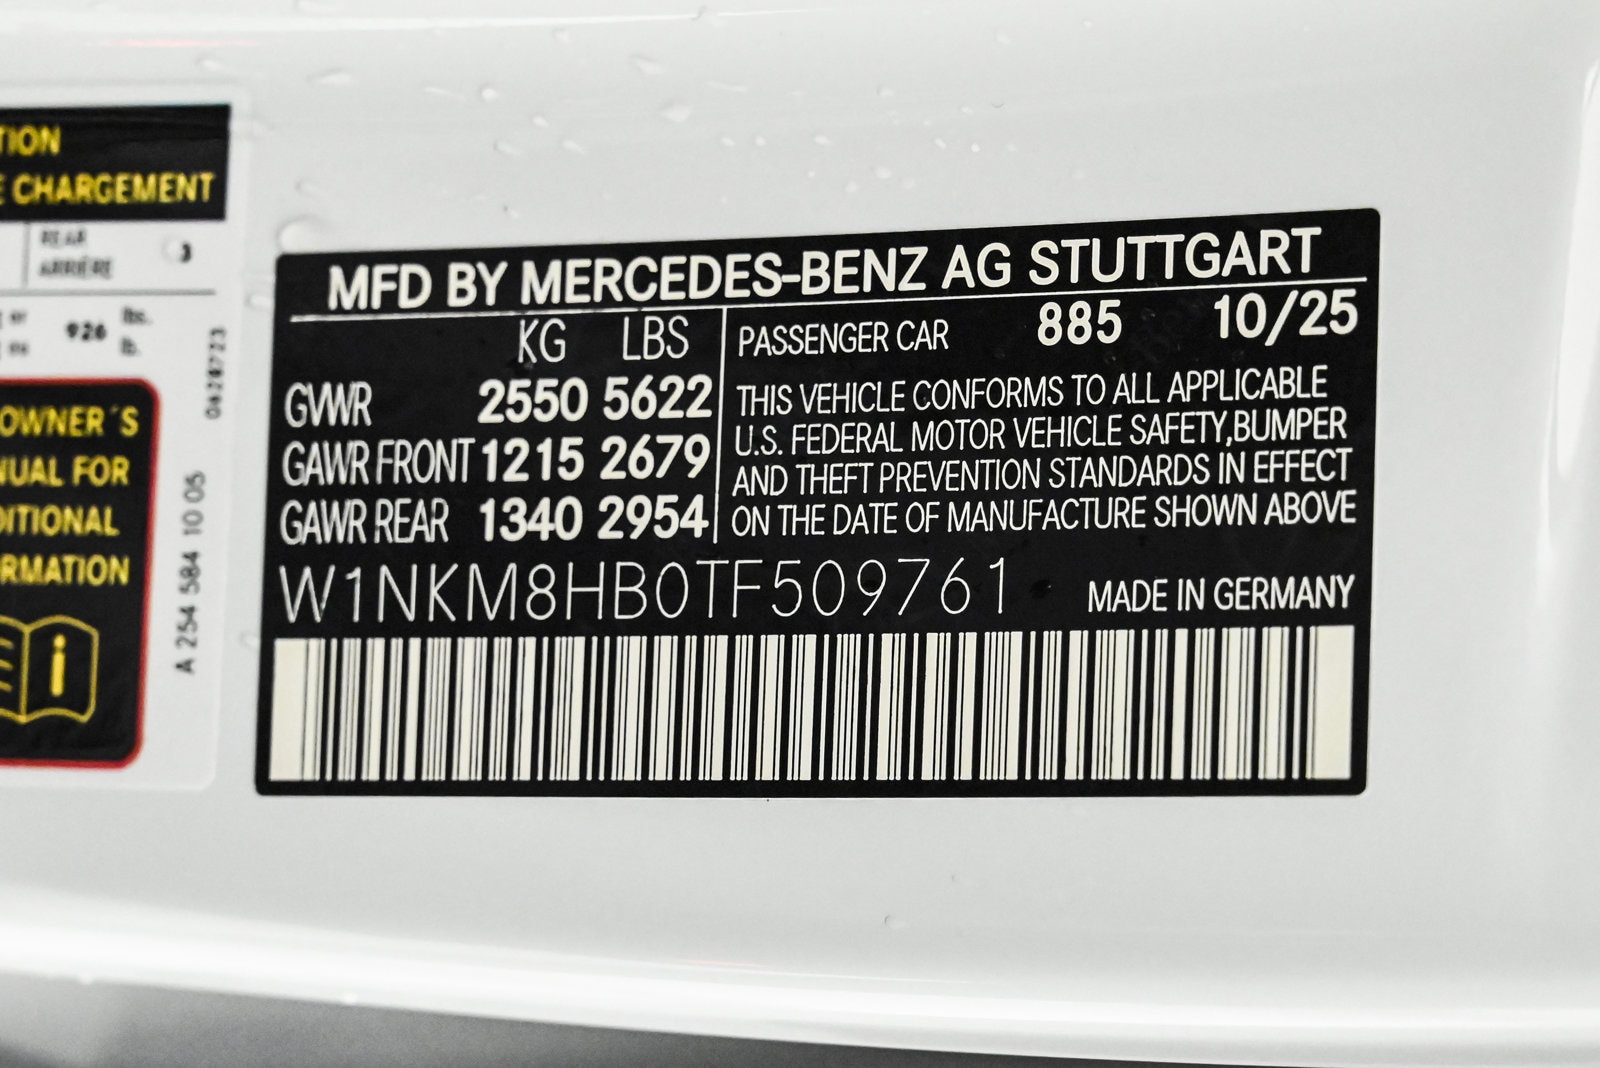 TION
E CHARGEMENT
REAR 3
ARRIÈRE
926 lbs.
lb.
OWNER´S
NUAL FOR
DITIONAL
RMATION
A 254 584 10 05
MFD BY MERCEDES-BENZ AG STUTTGART
KG LBS
GVWR 2550 5622
GAWR FRONT 1215 2679
GAWR REAR 1340 2954
PASSENGER CAR 885 10/25
THIS VEHICLE CONFORMS TO ALL APPLICABLE
U.S. FEDERAL MOTOR VEHICLE SAFETY,BUMPER
AND THEFT PREVENTION STANDARDS IN EFFECT
ON THE DATE OF MANUFACTURE SHOWN ABOVE
W1NKM8HB0TF509761
MADE IN GERMANY